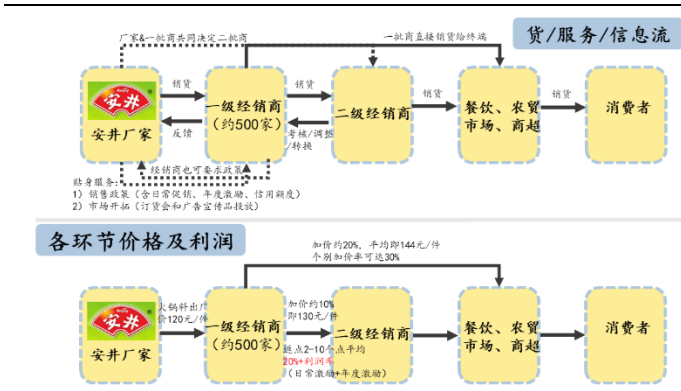 货/服务/信息流
厂家&一批商共同决定二批商
一批商直接销货给终端
安井
安井厂家
销货
反馈
一级经销商
（约500家）
销货
考核/调整
/转换
二级经销商
销货
餐饮、农贸
市场、商超
销货
消费者
经销商也可要求政策
贴身服务：
1）销售政策（含日常促销、年度激励、信用额度）
2）市场开拓（订货会和广告宣传品投放）
各环节价格及利润
加价约20%，平均即144元/件
个别加价率可达30%
安井
安井厂家
火锅料出厂
价120元/件
一级经销商
（约500家）
加价约10%
即130元/件
返点2-10个点平均
20%+利润率
（日常激励+年度激励）
二级经销商
餐饮、农贸
市场、商超
消费者